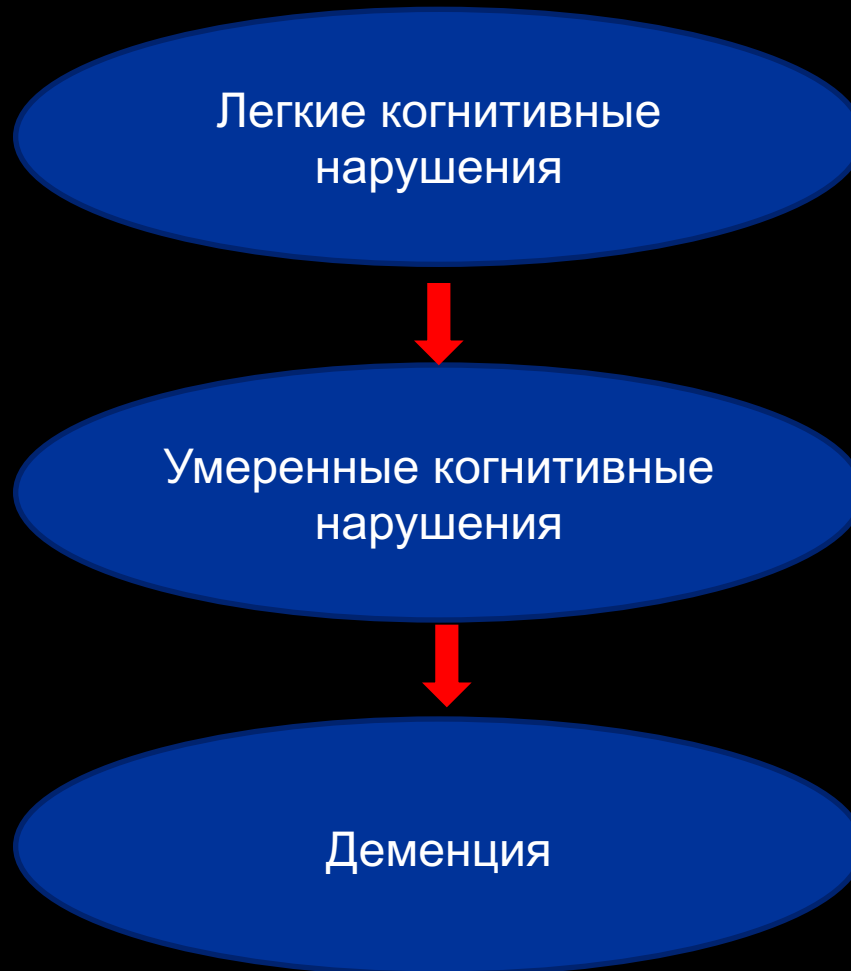 Легкие когнитивные
нарушения
Умеренные когнитивные
нарушения
Деменция